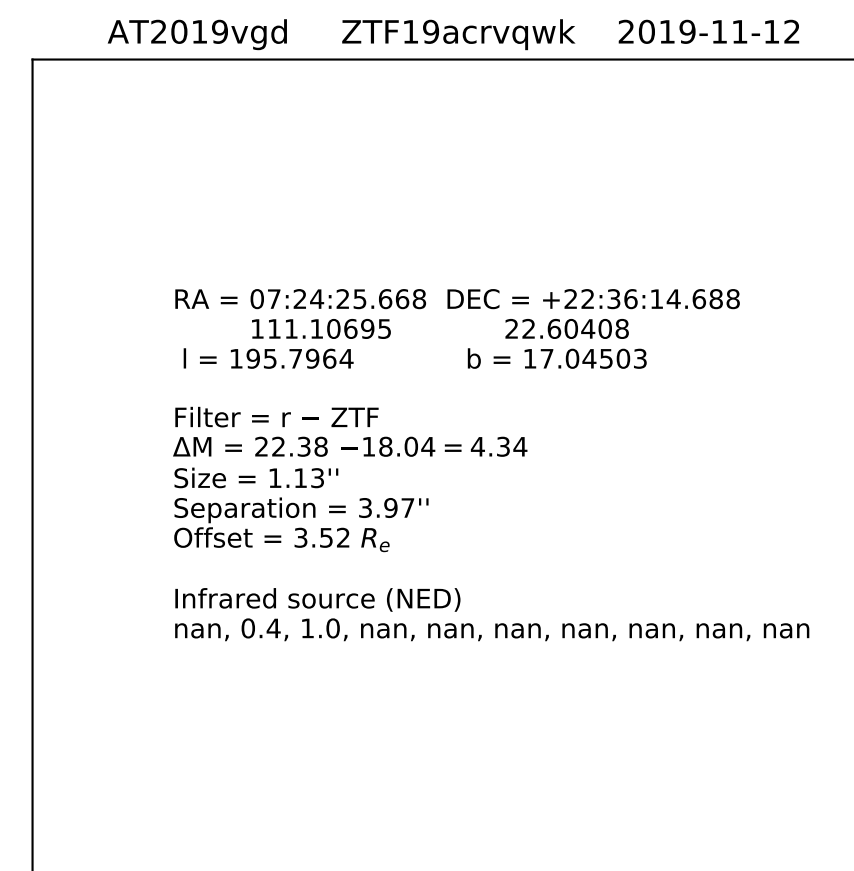 AT2019vgd ZTF19acrvqwk 2019-11-12
RA = 07:24:25.668 DEC = +22:36:14.688
111.10695 22.60408
l = 195.7964 b = 17.04503
Filter = r − ZTF
ΔM = 22.38 −18.04 = 4.34
Size = 1.13''
Separation = 3.97''
Offset = 3.52 Re
Infrared source (NED)
nan, 0.4, 1.0, nan, nan, nan, nan, nan, nan, nan